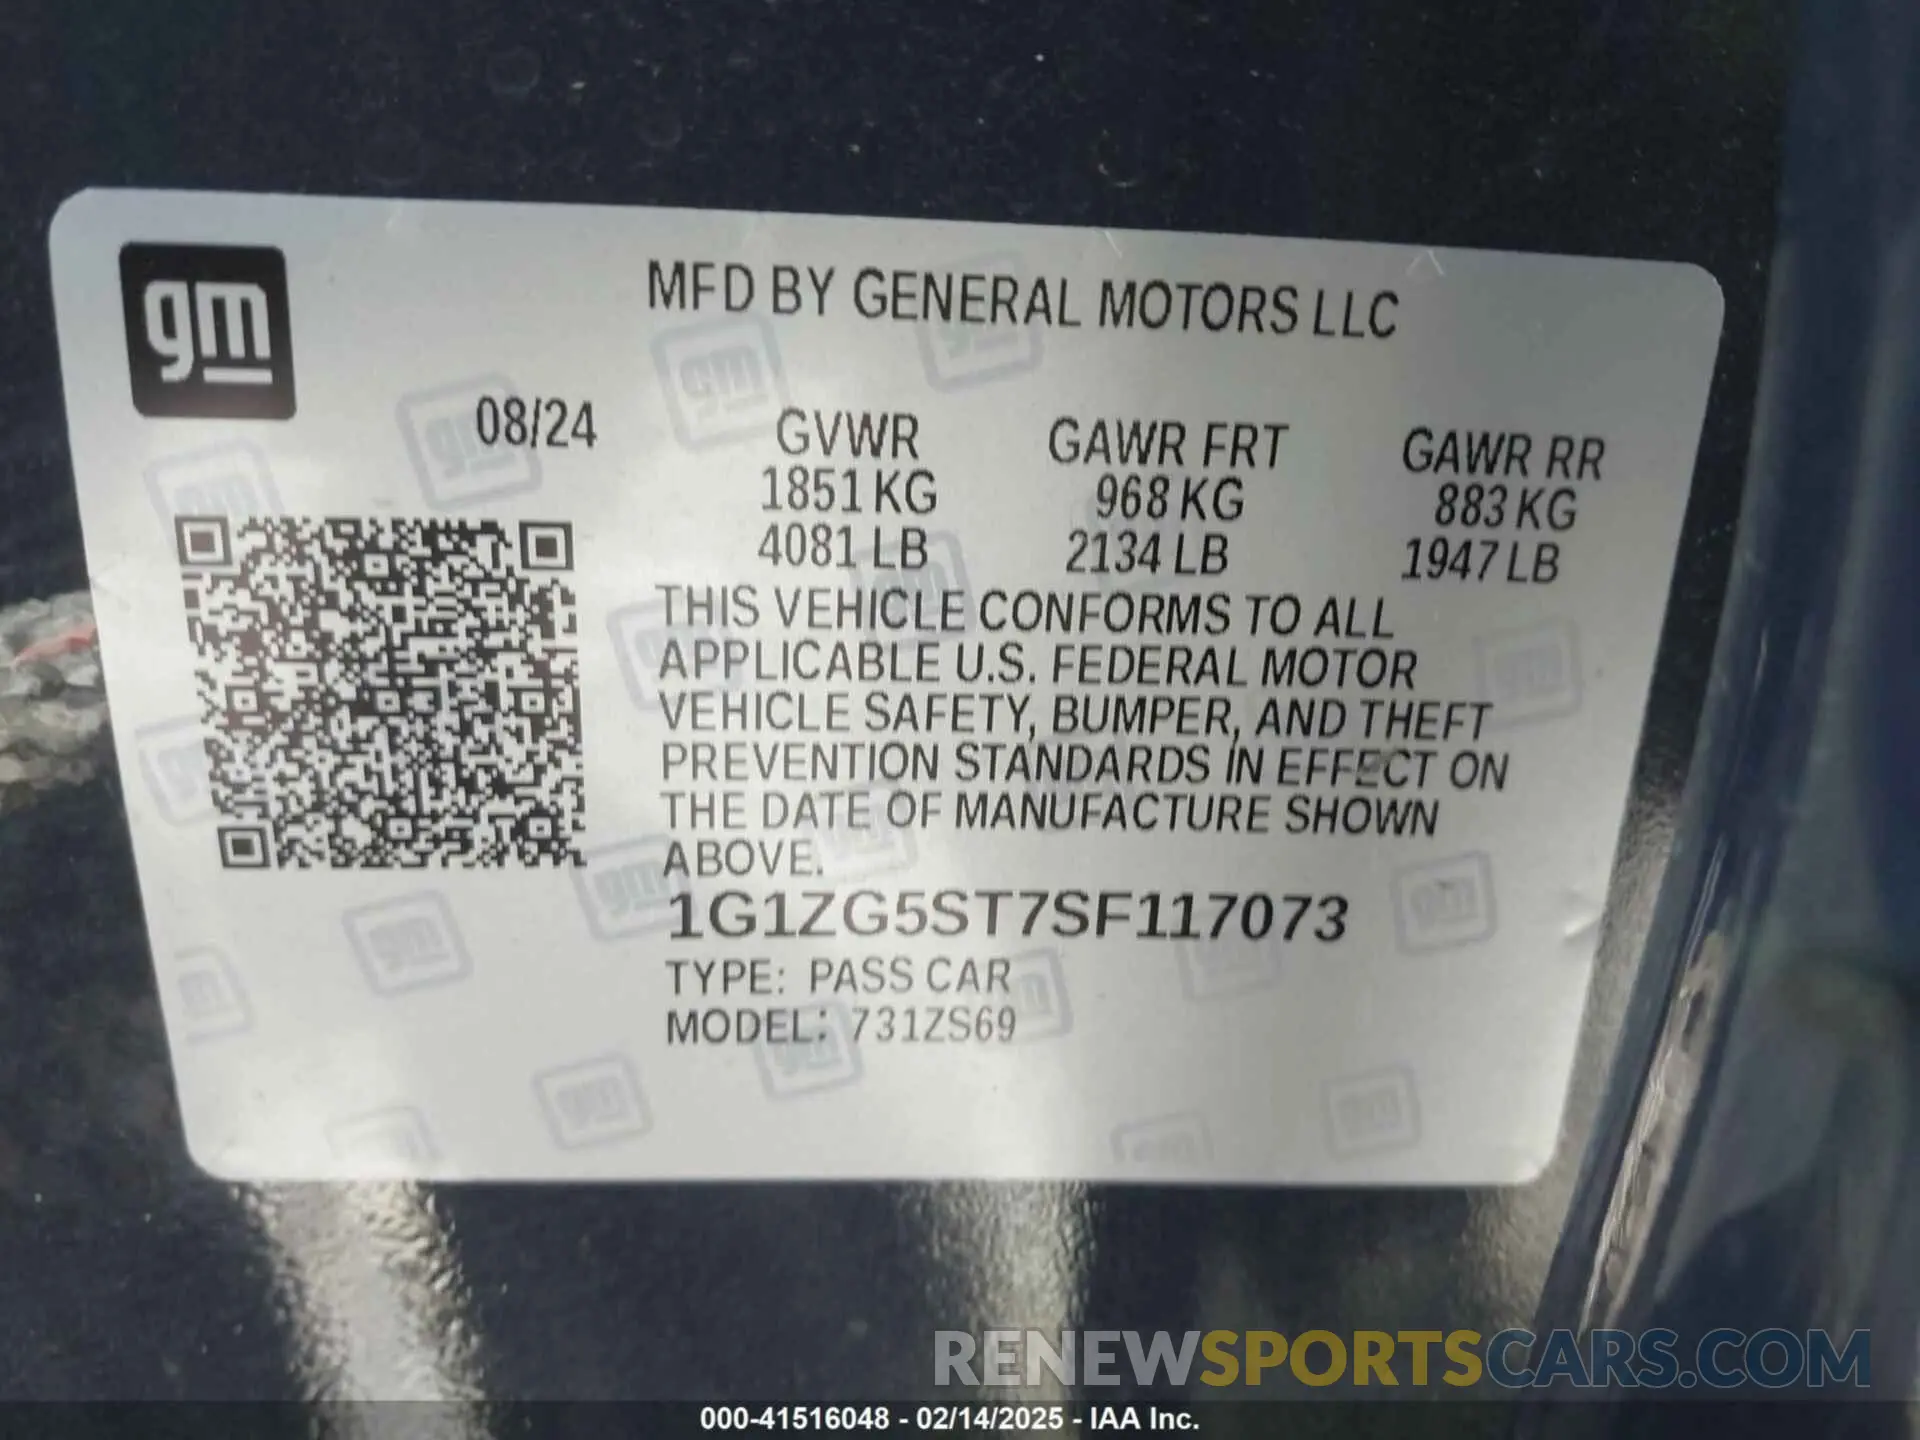 gm
MFD BY GENERAL MOTORS LLC
08/24
GVWR GAWR FRT GAWR RR
1851 KG 968 KG 883 KG
4081 LB 2134 LB 1947 LB
THIS VEHICLE CONFORMS TO ALL
APPLICABLE U.S. FEDERAL MOTOR
VEHICLE SAFETY, BUMPER, AND THEFT
PREVENTION STANDARDS IN EFFECT ON
THE DATE OF MANUFACTURE SHOWN
ABOVE.
1G1ZG5ST7SF117073
TYPE: PASS CAR
MODEL: 731ZS69
RENEWSPORTSCARS.COM
000-41516048 - 02/14/2025 - IAA Inc.